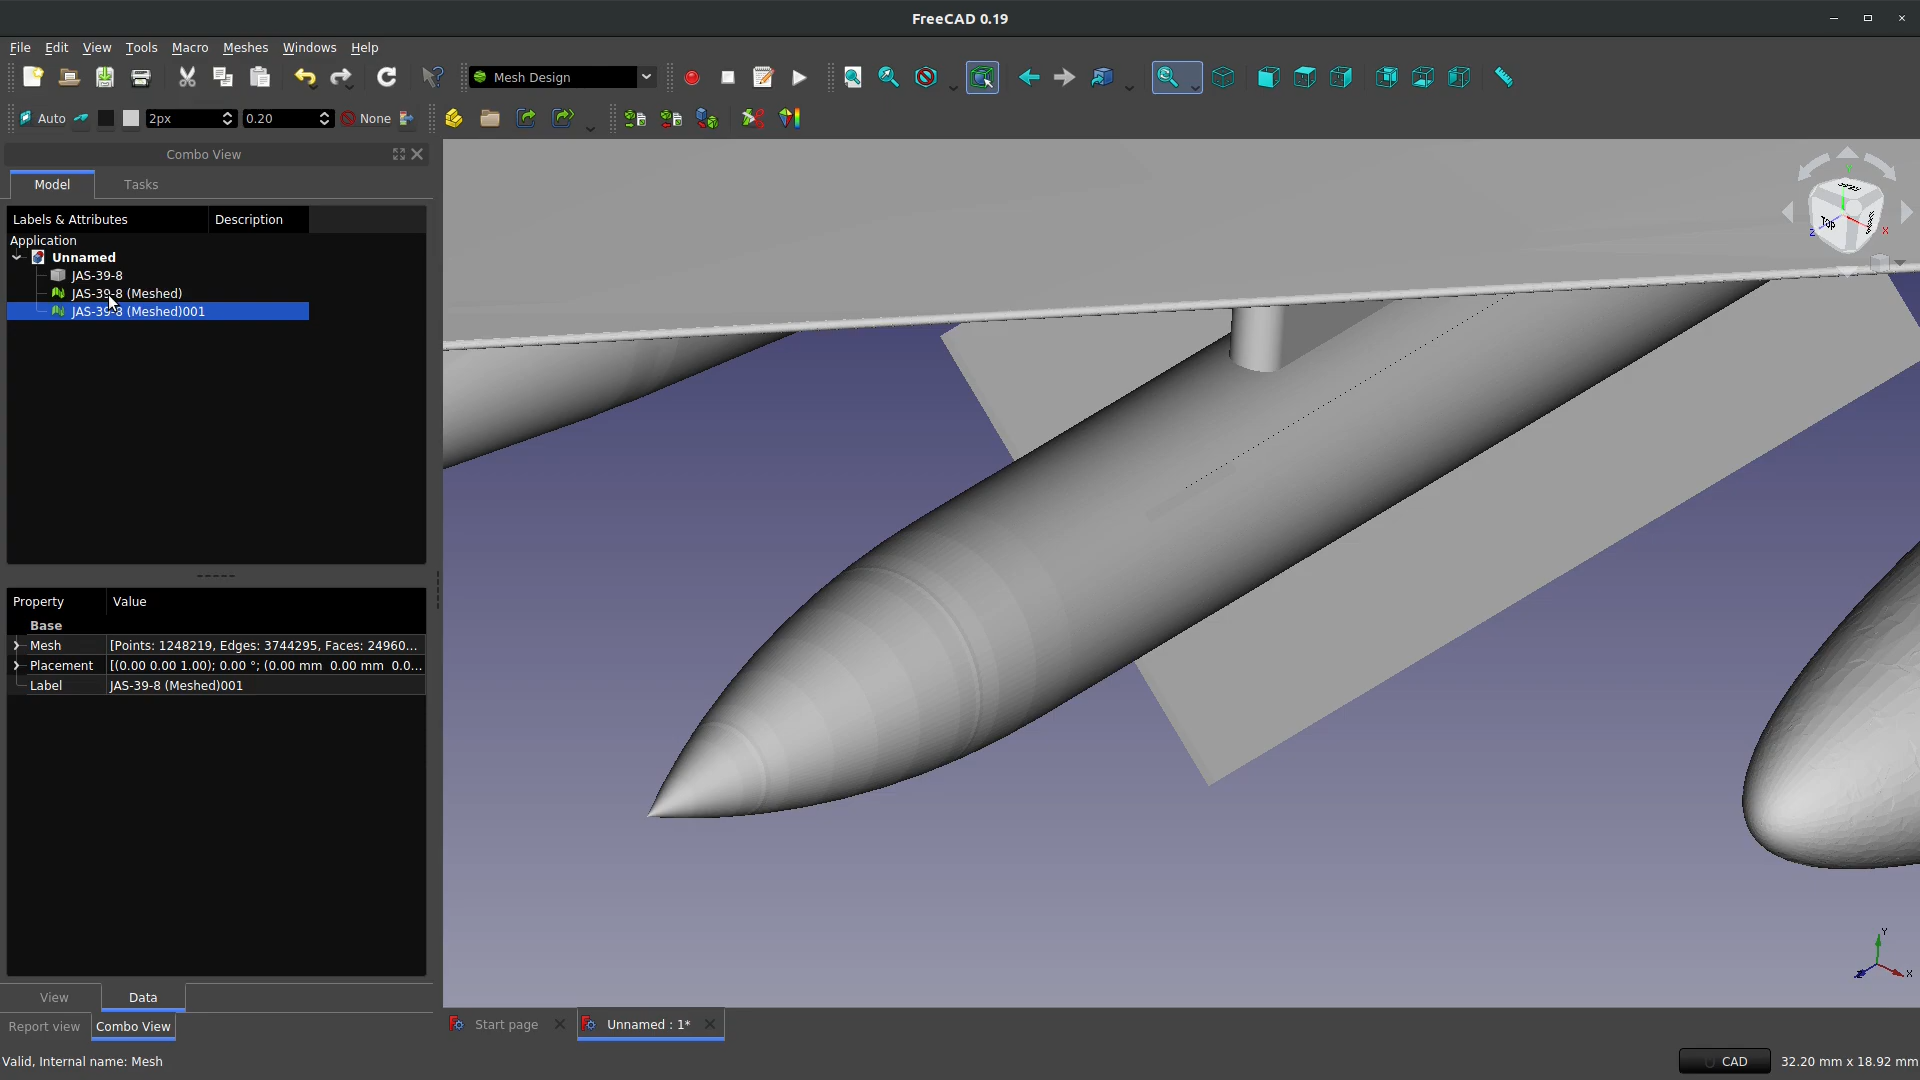 FreeCAD 0.19
File Edit View Tools Macro Meshes Windows Help
Mesh Design
Auto 2px 0.20 None
Combo View
Model Tasks
Labels & Attributes Description
Application
Unnamed
JAS-39-8
JAS-39-8 (Meshed)
JAS-39-8 (Meshed)001
Property Value
Base
Mesh [Points: 1248219, Edges: 3744295, Faces: 24960...
Placement [(0.00 0.00 1.00); 0.00 °; (0.00 mm 0.00 mm 0.0...
Label JAS-39-8 (Meshed)001
View Data
Report view Combo View
Start page Unnamed : 1*
Valid, Internal name: Mesh
CAD 32.20 mm x 18.92 mm
Top
Z X
Y
X